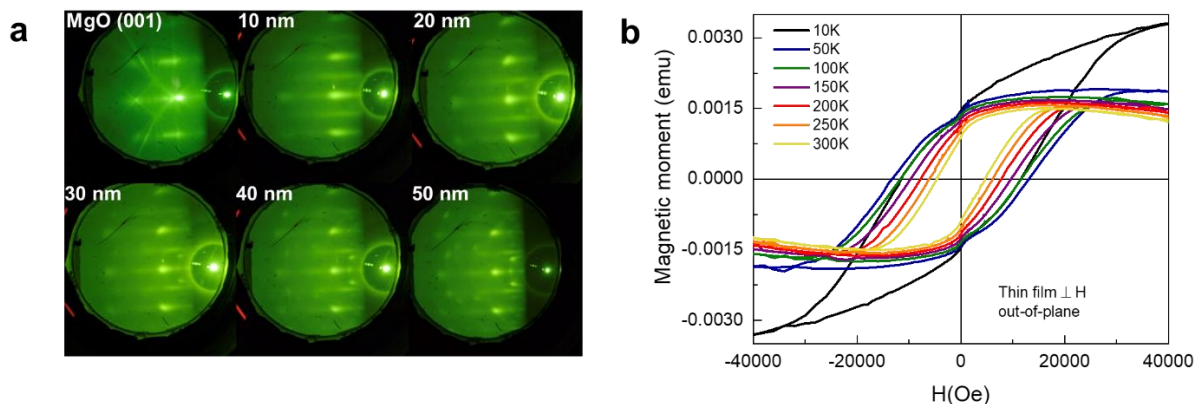 a
MgO (001)
10 nm
20 nm
30 nm
40 nm
50 nm
b
Magnetic moment (emu)
0.0030
0.0015
0.0000
-0.0015
-0.0030
10K
50K
100K
150K
200K
250K
300K
Thin film ⊥ H
out-of-plane
-40000
-20000
0
20000
40000
H(Oe)